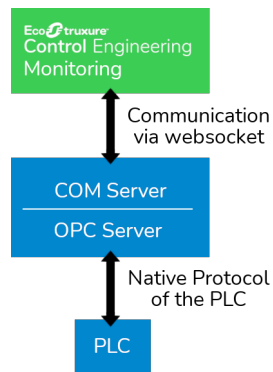 EcoStruxure
Control Engineering
Monitoring
Communication
via websocket
COM Server
OPC Server
Native Protocol
of the PLC
PLC